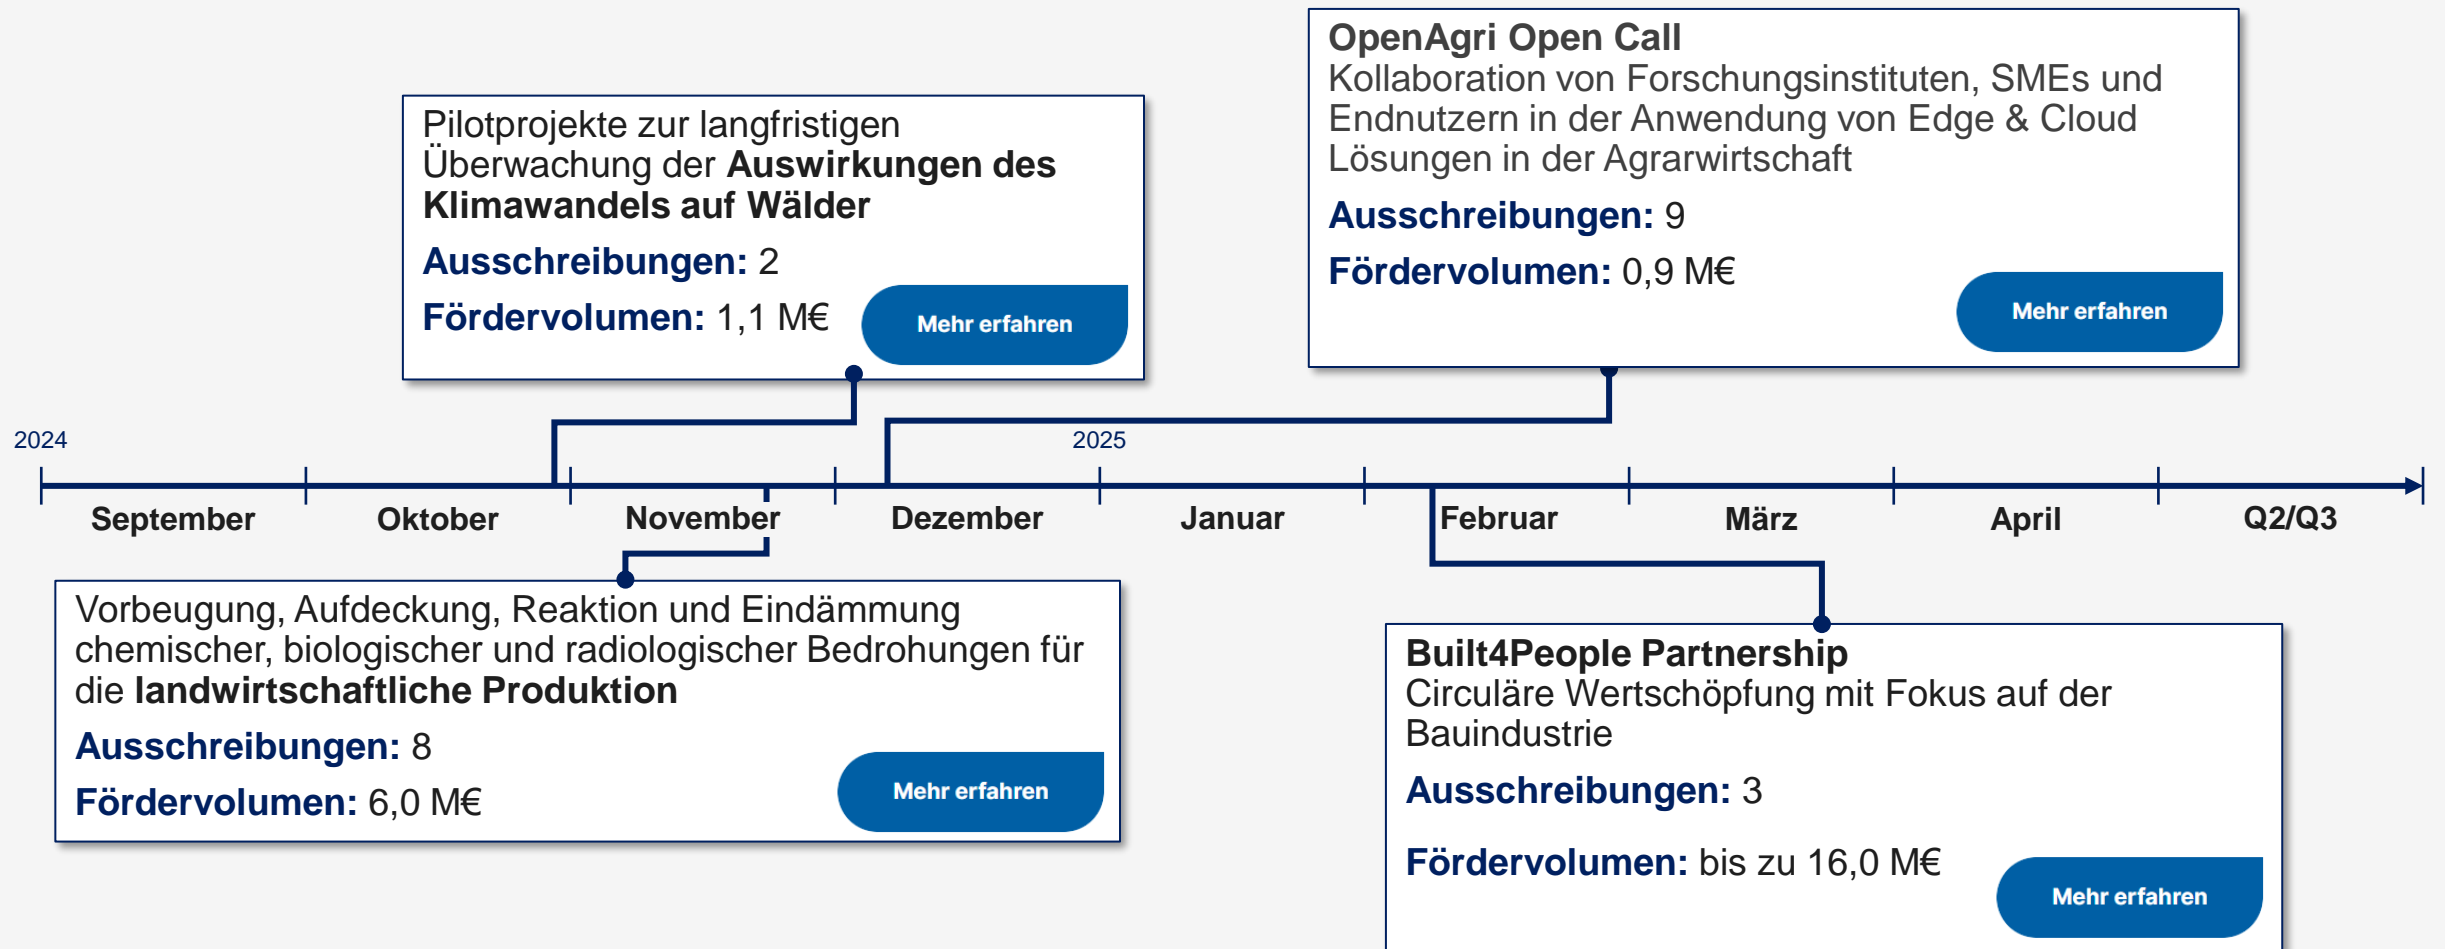 OpenAgri Open Call
Kollaboration von Forschungsinstituten, SMEs und
Endnutzern in der Anwendung von Edge & Cloud
Lösungen in der Agrarwirtschaft
Ausschreibungen: 9
Fördervolumen: 0,9 M€
Mehr erfahren
Pilotprojekte zur langfristigen
Überwachung der Auswirkungen des
Klimawandels auf Wälder
Ausschreibungen: 2
Fördervolumen: 1,1 M€
Mehr erfahren
2024
2025
September
Oktober
November
Dezember
Januar
Februar
März
April
Q2/Q3
Vorbeugung, Aufdeckung, Reaktion und Eindämmung
chemischer, biologischer und radiologischer Bedrohungen für
die landwirtschaftliche Produktion
Ausschreibungen: 8
Fördervolumen: 6,0 M€
Mehr erfahren
Built4People Partnership
Circuläre Wertschöpfung mit Fokus auf der
Bauindustrie
Ausschreibungen: 3
Fördervolumen: bis zu 16,0 M€
Mehr erfahren